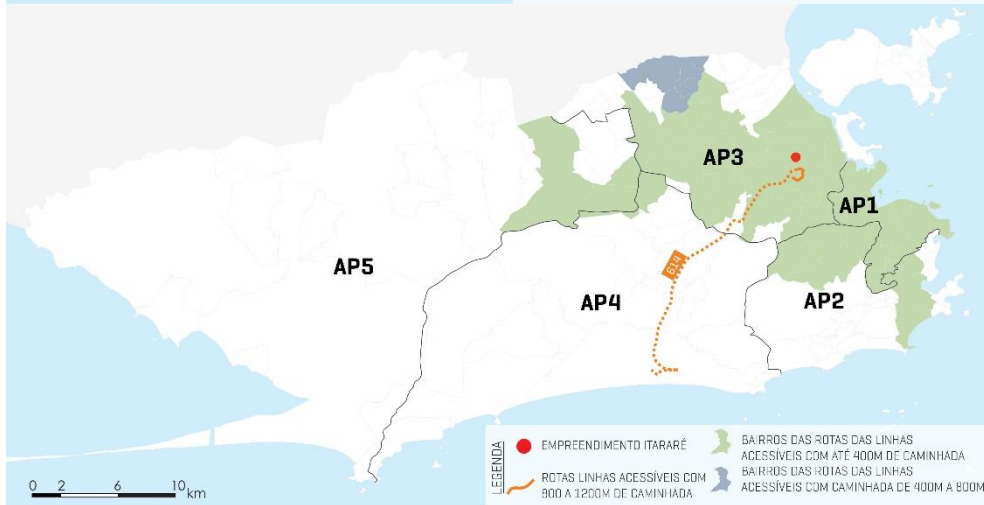 AP3
AP1
AP5
AP4
AP2
614
0 2 6 10
km
LEGENDA
EMPREENDIMENTO ITARARÉ
ROTAS LINHAS ACESSÍVEIS COM
800 A 1200M DE CAMINHADA
BAIRROS DAS ROTAS DAS LINHAS
ACESSÍVEIS COM ATÉ 400M DE CAMINHADA
BAIRROS DAS ROTAS DAS LINHAS
ACESSÍVEIS COM CAMINHADA DE 400M A 800M